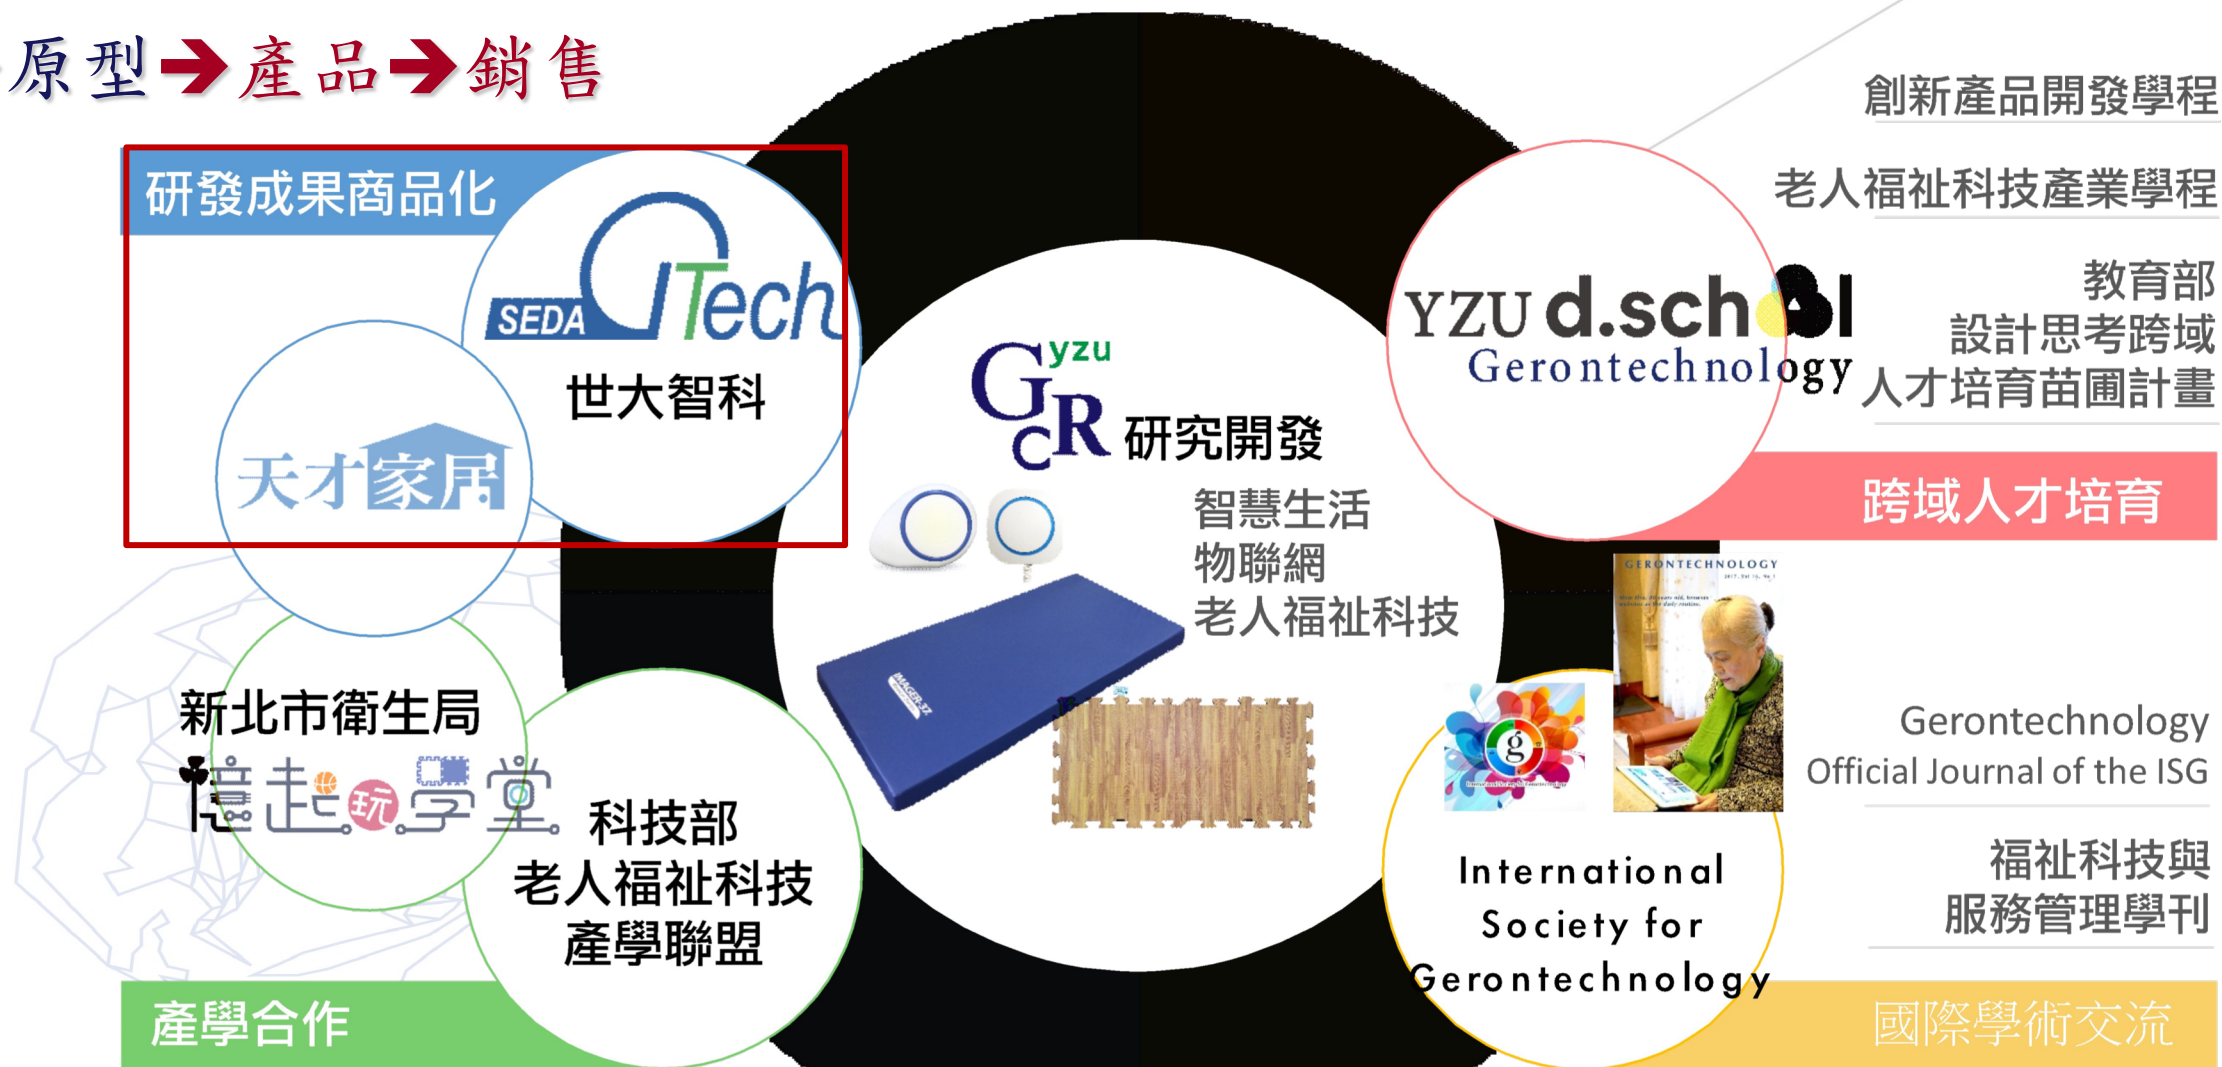 原型➔產品➔銷售
研發成果商品化
SEDA GTech
世大智科
天才家居
新北市衛生局
憶起玩學堂
科技部
老人福祉科技
產學聯盟
產學合作
yzu
GCR 研究開發
智慧生活
物聯網
老人福祉科技
IMAGER-37
YZU d.school
Gerontechnology
創新產品開發學程
老人福祉科技產業學程
教育部
設計思考跨域
人才培育苗圃計畫
跨域人才培育
GERONTECHNOLOGY
g
International
Society for
Gerontechnology
Gerontechnology
Official Journal of the ISG
福祉科技與
服務管理學刊
國際學術交流